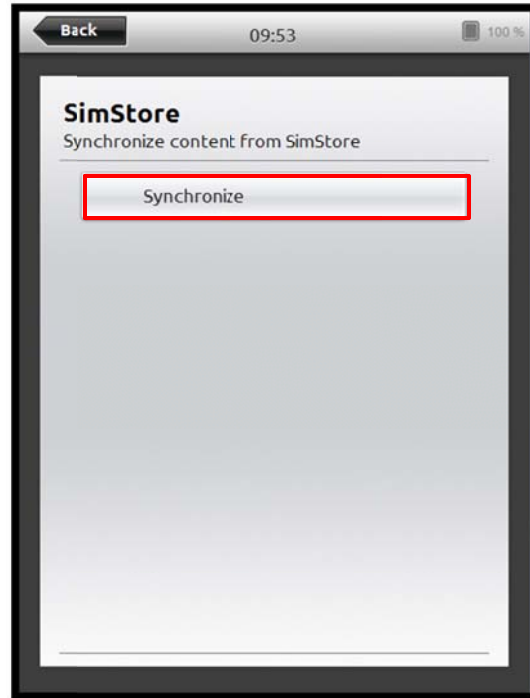 Back
09:53
100 %
SimStore
Synchronize content from SimStore
Synchronize